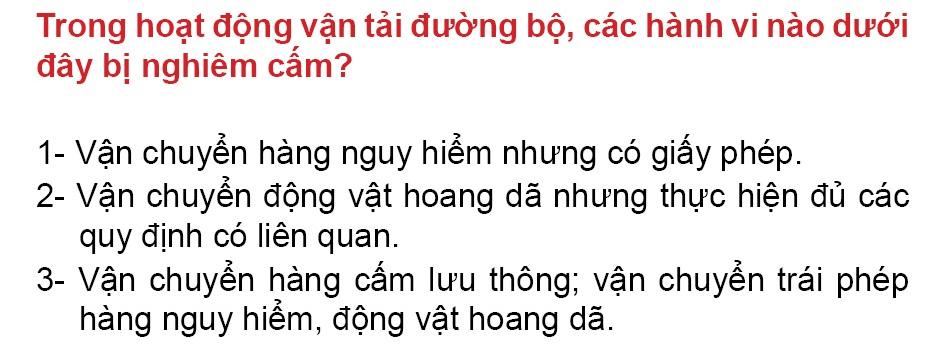 Trong hoạt động vận tải đường bộ, các hành vi nào dưới
đây bị nghiêm cấm?
1- Vận chuyển hàng nguy hiểm nhưng có giấy phép.
2- Vận chuyển động vật hoang dã nhưng thực hiện đủ các
quy định có liên quan.
3- Vận chuyển hàng cấm lưu thông; vận chuyển trái phép
hàng nguy hiểm, động vật hoang dã.